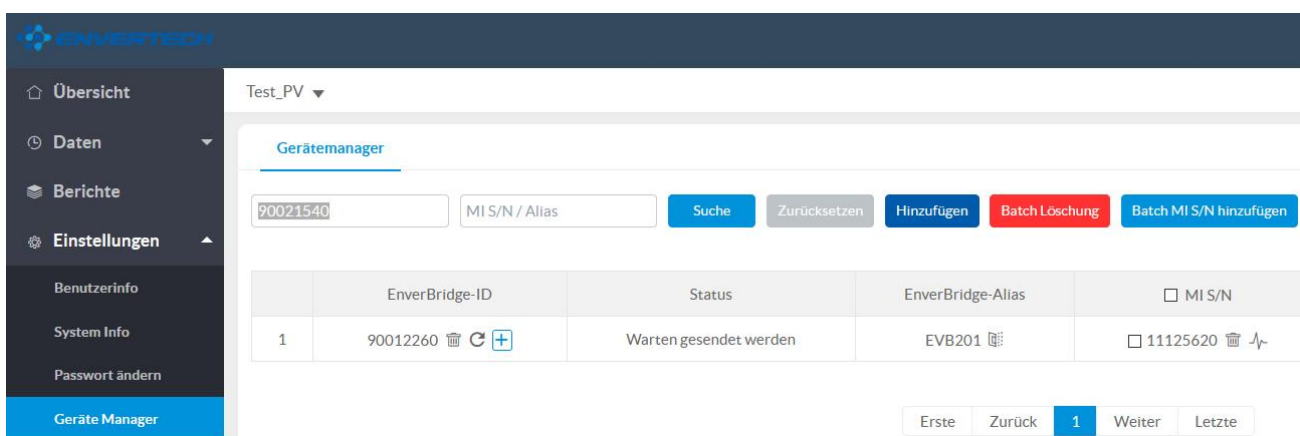 ENVERTECH
Übersicht
Daten
Berichte
Einstellungen
Benutzerinfo
System Info
Passwort ändern
Geräte Manager
Test_PV
Gerätemanager
90021540 MI S/N / Alias Suche Zurücksetzen Hinzufügen Batch Löschung Batch MI S/N hinzufügen
EnverBridge-ID Status EnverBridge-Alias MI S/N
1 90012260 Warten gesendet werden EVB201 11125620
Erste Zurück 1 Weiter Letzte